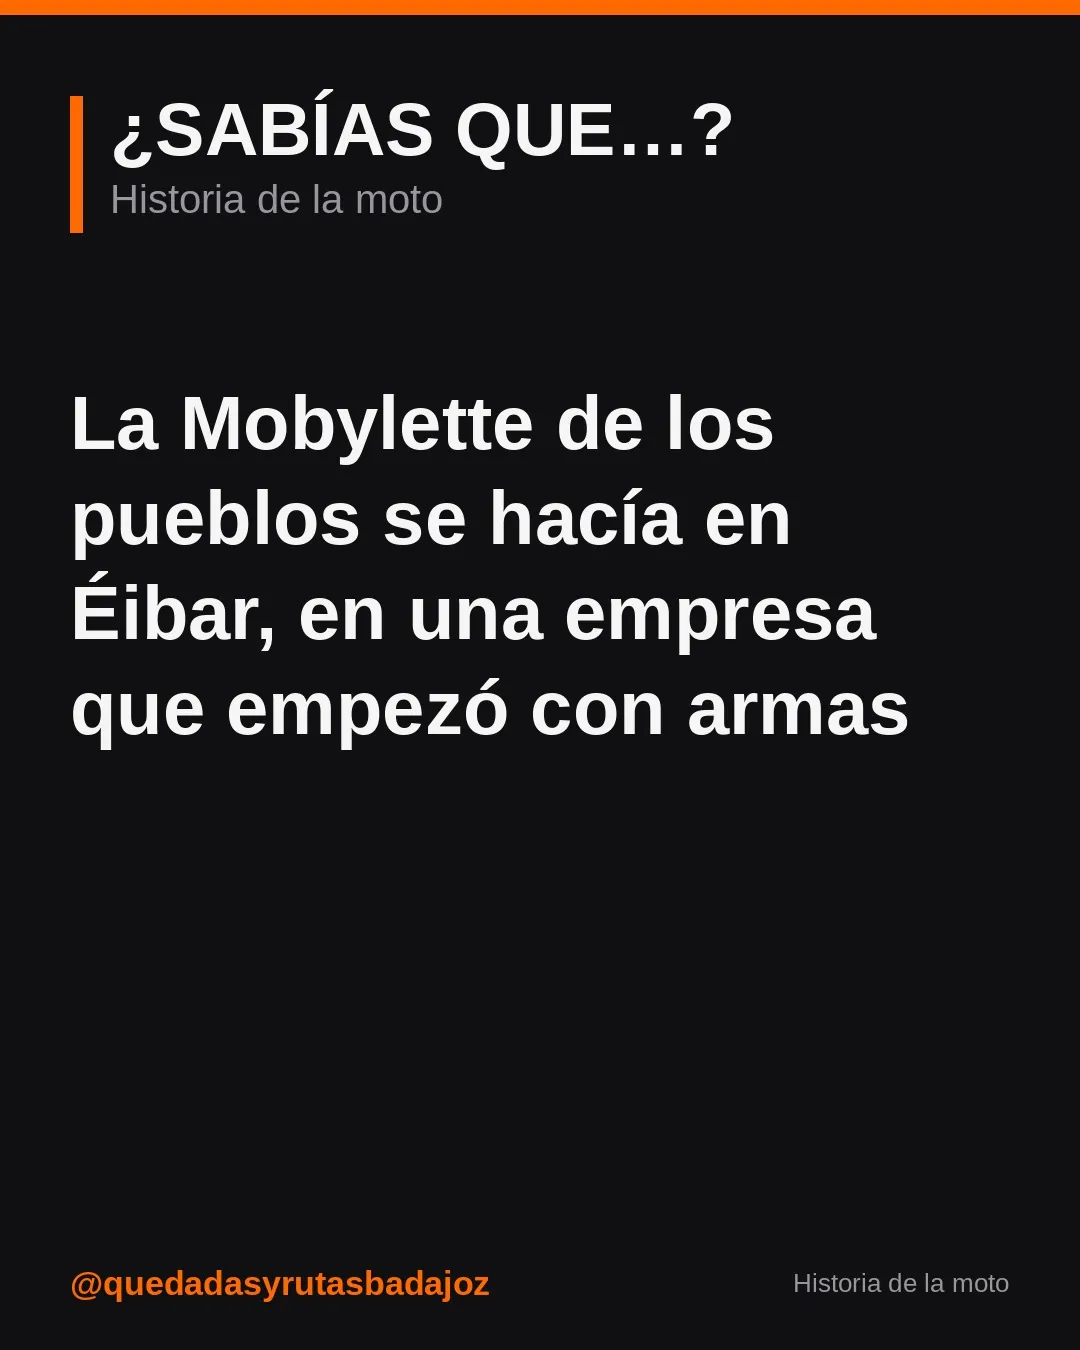 ¿SABÍAS QUE...?
Historia de la moto
La Mobylette de los
pueblos se hacía en
Éibar, en una empresa
que empezó con armas
@quedadasyrutasbadajoz
Historia de la moto